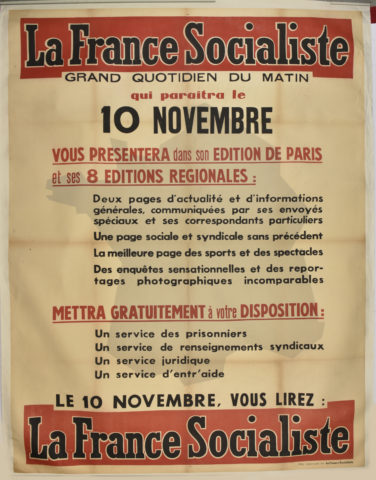 La France Socialiste
GRAND QUOTIDIEN DU MATIN
qui paraitra le
10 NOVEMBRE
VOUS PRESENTERA dans son EDITION DE PARIS
et ses 8 EDITIONS REGIONALES :
Deux pages d'actualité et d'informations
générales, communiquées par ses envoyés
spéciaux et ses correspondants particuliers
Une page sociale et syndicale sans précédent
La meilleure page des sports et des spectacles
Des enquêtes sensationnelles et des repor-
tages photographiques incomparables
METTRA GRATUITEMENT à votre DISPOSITION :
Un service des prisonniers
Un service de renseignements syndicaux
Un service juridique
Un service d'entr'aide
LE 10 NOVEMBRE, VOUS LIREZ :
La France Socialiste